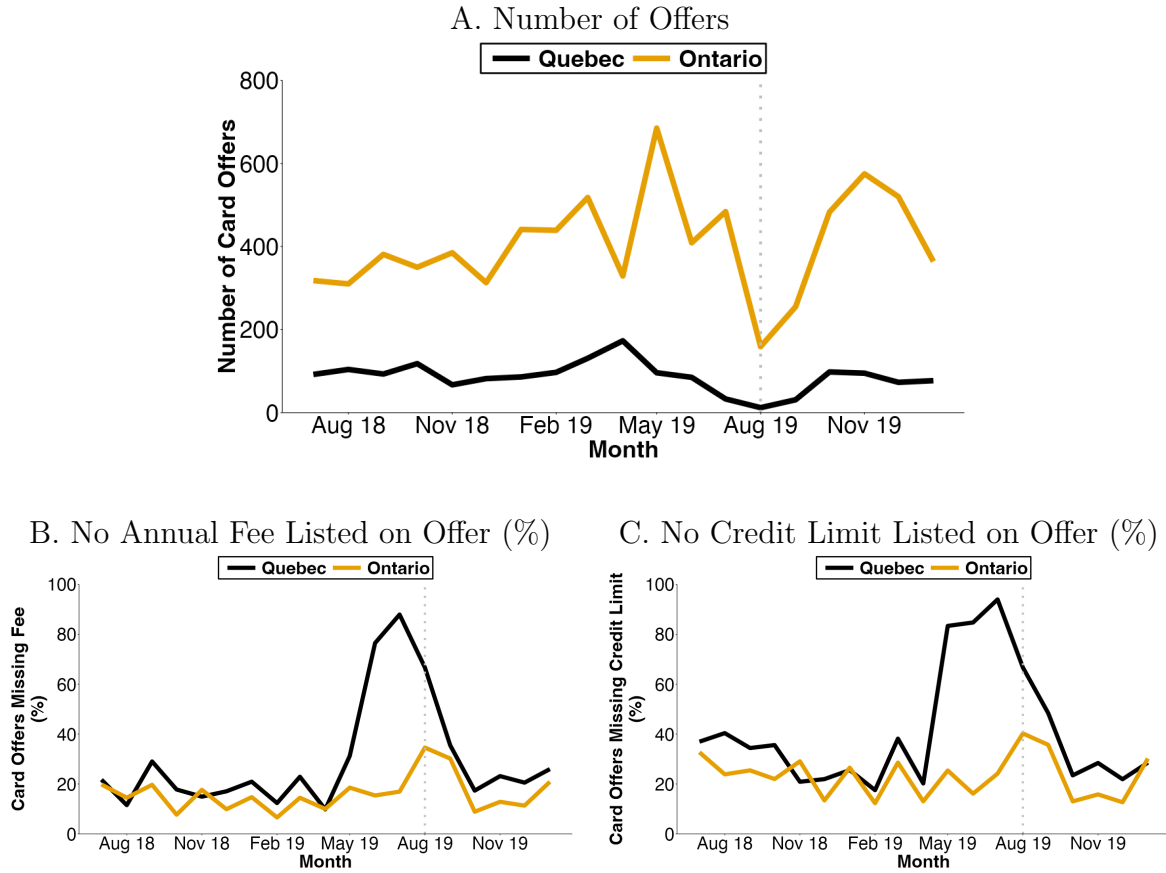 A. Number of Offers
Quebec Ontario
Number of Card Offers
800
600
400
200
0
Aug 18 Nov 18 Feb 19 May 19 Aug 19 Nov 19
Month
B. No Annual Fee Listed on Offer (%)
Quebec Ontario
Card Offers Missing Fee
(%)
100
80
60
40
20
0
Aug 18 Nov 18 Feb 19 May 19 Aug 19 Nov 19
Month
C. No Credit Limit Listed on Offer (%)
Quebec Ontario
Card Offers Missing Credit Limit
(%)
100
80
60
40
20
0
Aug 18 Nov 18 Feb 19 May 19 Aug 19 Nov 19
Month